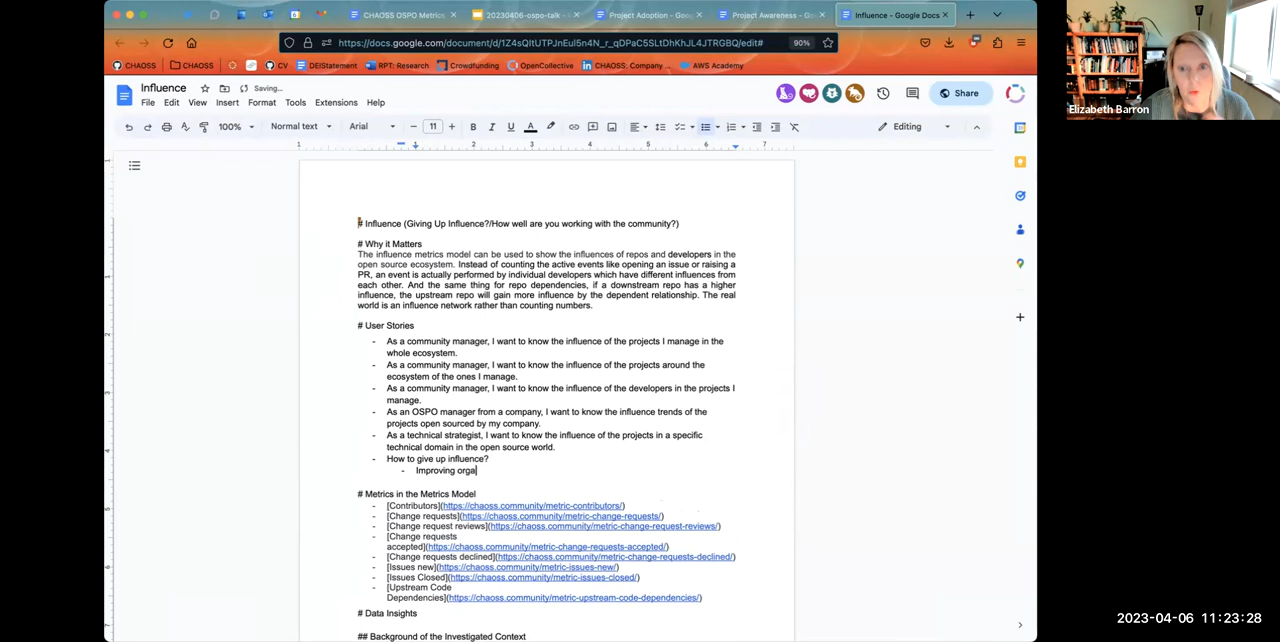 CHAOSS OSPO Metrics
20230406-ospo-talk -
Project Adoption - Goog
Project Awareness - Go
Influence - Google Docs
https://docs.google.com/document/d/1Z4sQItUTPJnEul5n4N_r_qDPaC5SLtDhKhJL4JTRGBQ/edit#
90%
CHAOSS
CHAOSS
CV
DEIStatement
RPT: Research
Crowdfunding
OpenCollective
CHAOSS: Company ...
AWS Academy
Influence
Saving...
File Edit View Insert Format Tools Extensions Help
Share
100% Normal text Arial 11 Editing
1 1 2 3 4 5 6 7
# Influence (Giving Up Influence?/How well are you working with the community?)
# Why it Matters
The influence metrics model can be used to show the influences of repos and developers in the
open source ecosystem. Instead of counting the active events like opening an issue or raising a
PR, an event is actually performed by individual developers which have different influences from
each other. And the same thing for repo dependencies, if a downstream repo has a higher
influence, the upstream repo will gain more influence by the dependent relationship. The real
world is an influence network rather than counting numbers.
# User Stories
- As a community manager, I want to know the influence of the projects I manage in the
whole ecosystem.
- As a community manager, I want to know the influence of the projects around the
ecosystem of the ones I manage.
- As a community manager, I want to know the influence of the developers in the projects I
manage.
- As an OSPO manager from a company, I want to know the influence trends of the
projects open sourced by my company.
- As a technical strategist, I want to know the influence of the projects in a specific
technical domain in the open source world.
- How to give up influence?
- Improving orga
# Metrics in the Metrics Model
- [Contributors](https://chaoss.community/metric-contributors/)
- [Change requests](https://chaoss.community/metric-change-requests/)
- [Change request reviews](https://chaoss.community/metric-change-request-reviews/)
- [Change requests
accepted](https://chaoss.community/metric-change-requests-accepted/)
- [Change requests declined](https://chaoss.community/metric-change-requests-declined/)
- [Issues new](https://chaoss.community/metric-issues-new/)
- [Issues Closed](https://chaoss.community/metric-issues-closed/)
- [Upstream Code
Dependencies](https://chaoss.community/metric-upstream-code-dependencies/)
# Data Insights
## Background of the Investigated Context
Elizabeth Barron
2023-04-06 11:23:28